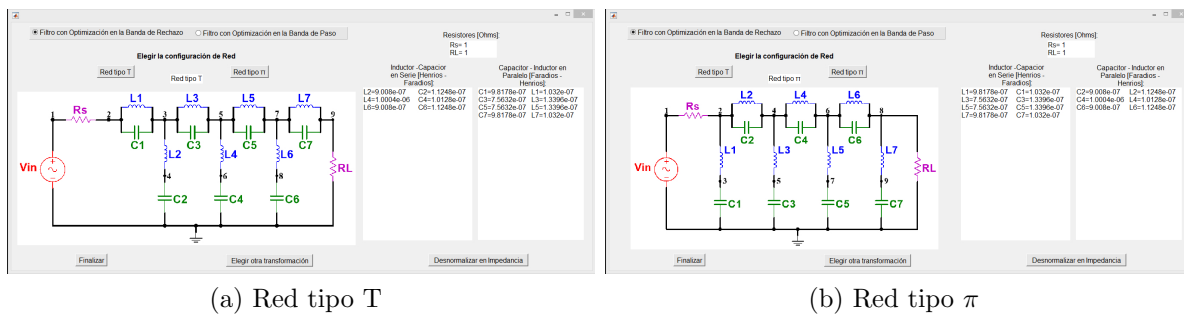 Filtro con Optimización en la Banda de Rechazo Filtro con Optimización en la Banda de Paso
Elegir la configuración de Red
Red tipo T Red tipo T Red tipo π
Resistores [Ohms]:
Rs= 1
RL= 1
Inductor -Capacior en Serie [Henrios - Faradios]:
L2=9.008e-07 C2=1.1248e-07
L4=1.0004e-06 C4=1.0128e-07
L6=9.008e-07 C6=1.1248e-07
Capacitor - Inductor en Paralelo [Faradios - Henrios]:
C1=9.8178e-07 L1=1.032e-07
C3=7.5632e-07 L3=1.3396e-07
C5=7.5632e-07 L5=1.3396e-07
C7=9.8178e-07 L7=1.032e-07
L1 L3 L5 L7
Rs
1 2 3 5 7 9
C1 C3 C5 C7
L2 L4 L6
Vin
4 6 8
RL
C2 C4 C6
Finalizar Elegir otra transformación Desnormalizar en Impedancia
(a) Red tipo T
Filtro con Optimización en la Banda de Rechazo Filtro con Optimización en la Banda de Paso
Elegir la configuración de Red
Red tipo T Red tipo π Red tipo π
Resistores [Ohms]:
Rs= 1
RL= 1
Inductor -Capacior en Serie [Henrios - Faradios]:
L1=9.8178e-07 C1=1.032e-07
L3=7.5632e-07 C3=1.3396e-07
L5=7.5632e-07 C5=1.3396e-07
L7=9.8178e-07 C7=1.032e-07
Capacitor - Inductor en Paralelo [Faradios - Henrios]:
C2=9.008e-07 L2=1.1248e-07
C4=1.0004e-06 L4=1.0128e-07
C6=9.008e-07 L6=1.1248e-07
L2 L4 L6
Rs
1 2 4 6 8
C2 C4 C6
L1 L3 L5 L7
Vin
3 5 7 9
RL
C1 C3 C5 C7
Finalizar Elegir otra transformación Desnormalizar en Impedancia
(b) Red tipo π